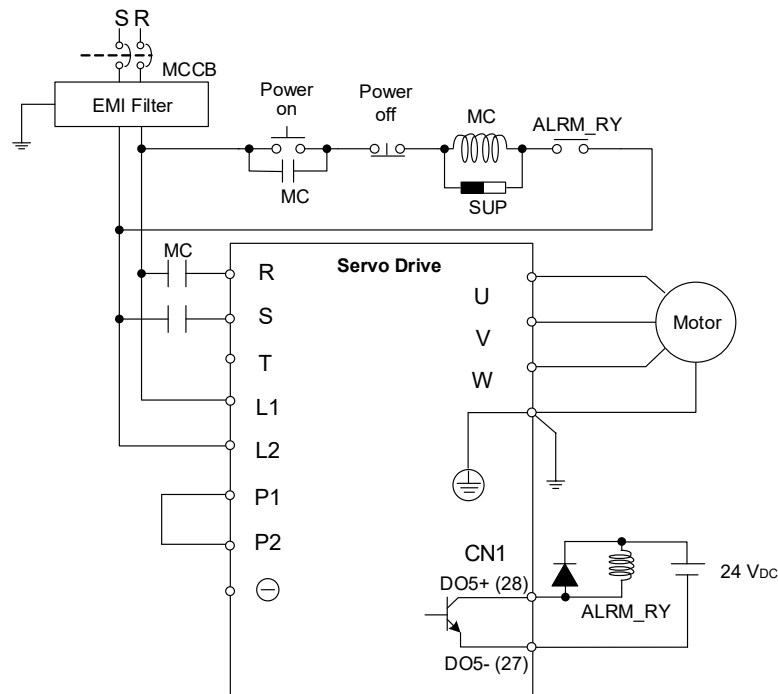 S R
MCCB
EMI Filter
Power on
Power off
MC
ALRM_RY
MC
SUP
MC
Servo Drive
R
S
T
L1
L2
P1
P2
U
V
W
Motor
CN1
DO5+ (28)
24 VDC
ALRM_RY
DO5- (27)